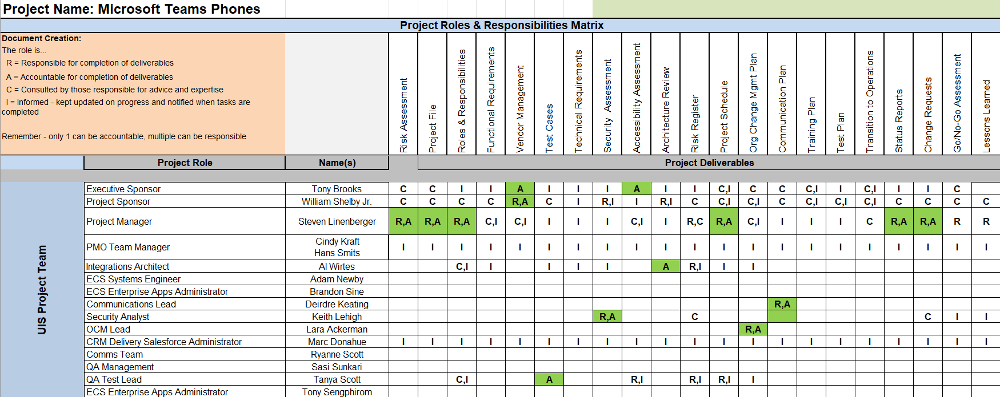 Project Name: Microsoft Teams Phones
Project Roles & Responsibilities Matrix
Document Creation:
The role is...
R = Responsible for completion of deliverables
A = Accountable for completion of deliverables
C = Consulted by those responsible for advice and expertise
I = Informed - kept updated on progress and notified when tasks are
completed
Remember - only 1 can be accountable, multiple can be responsible
Risk Assessment
Project File
Roles & Responsibilities
Functional Requirements
Vendor Management
Test Cases
Technical Requirements
Security Assessment
Accessibility Assessment
Architecture Review
Risk Register
Project Schedule
Org Change Mgmt Plan
Communication Plan
Training Plan
Test Plan
Transition to Operations
Status Reports
Change Requests
Go/No-Go Assessment
Lessons Learned
Project Role Name(s) Project Deliverables
UIS Project Team
Executive Sponsor Tony Brooks C C I I A I I I A I I C,I C C C,I I C,I I I C
Project Sponsor William Shelby Jr. C C C C R,A C I R,I I R,I C C,I C,I C C,I C,I C,I C C C C
Project Manager Steven Linenberger R,A R,A R,A C,I C,I I I I C,I I R,C R,A C,I I I I C R,A R,A R R
PMO Team Manager Cindy Kraft I I I I I I I I I I I I I I I I I I I I I
Hans Smits
Integrations Architect Al Wirtes C,I I I I I A R,I I I
ECS Systems Engineer Adam Newby
ECS Enterprise Apps Administrator Brandon Sine
Communications Lead Deirdre Keating R,A
Security Analyst Keith Lehigh R,A C C I I
OCM Lead Lara Ackerman R,A
CRM Delivery Salesforce Administrator Marc Donahue I I I I I I I I I I I I I I I I I I I I I
Comms Team Ryanne Scott
QA Management Sasi Sunkari
QA Test Lead Tanya Scott C,I A R,I R,I R,I I
ECS Enterprise Apps Administrator Tony Sengphirom